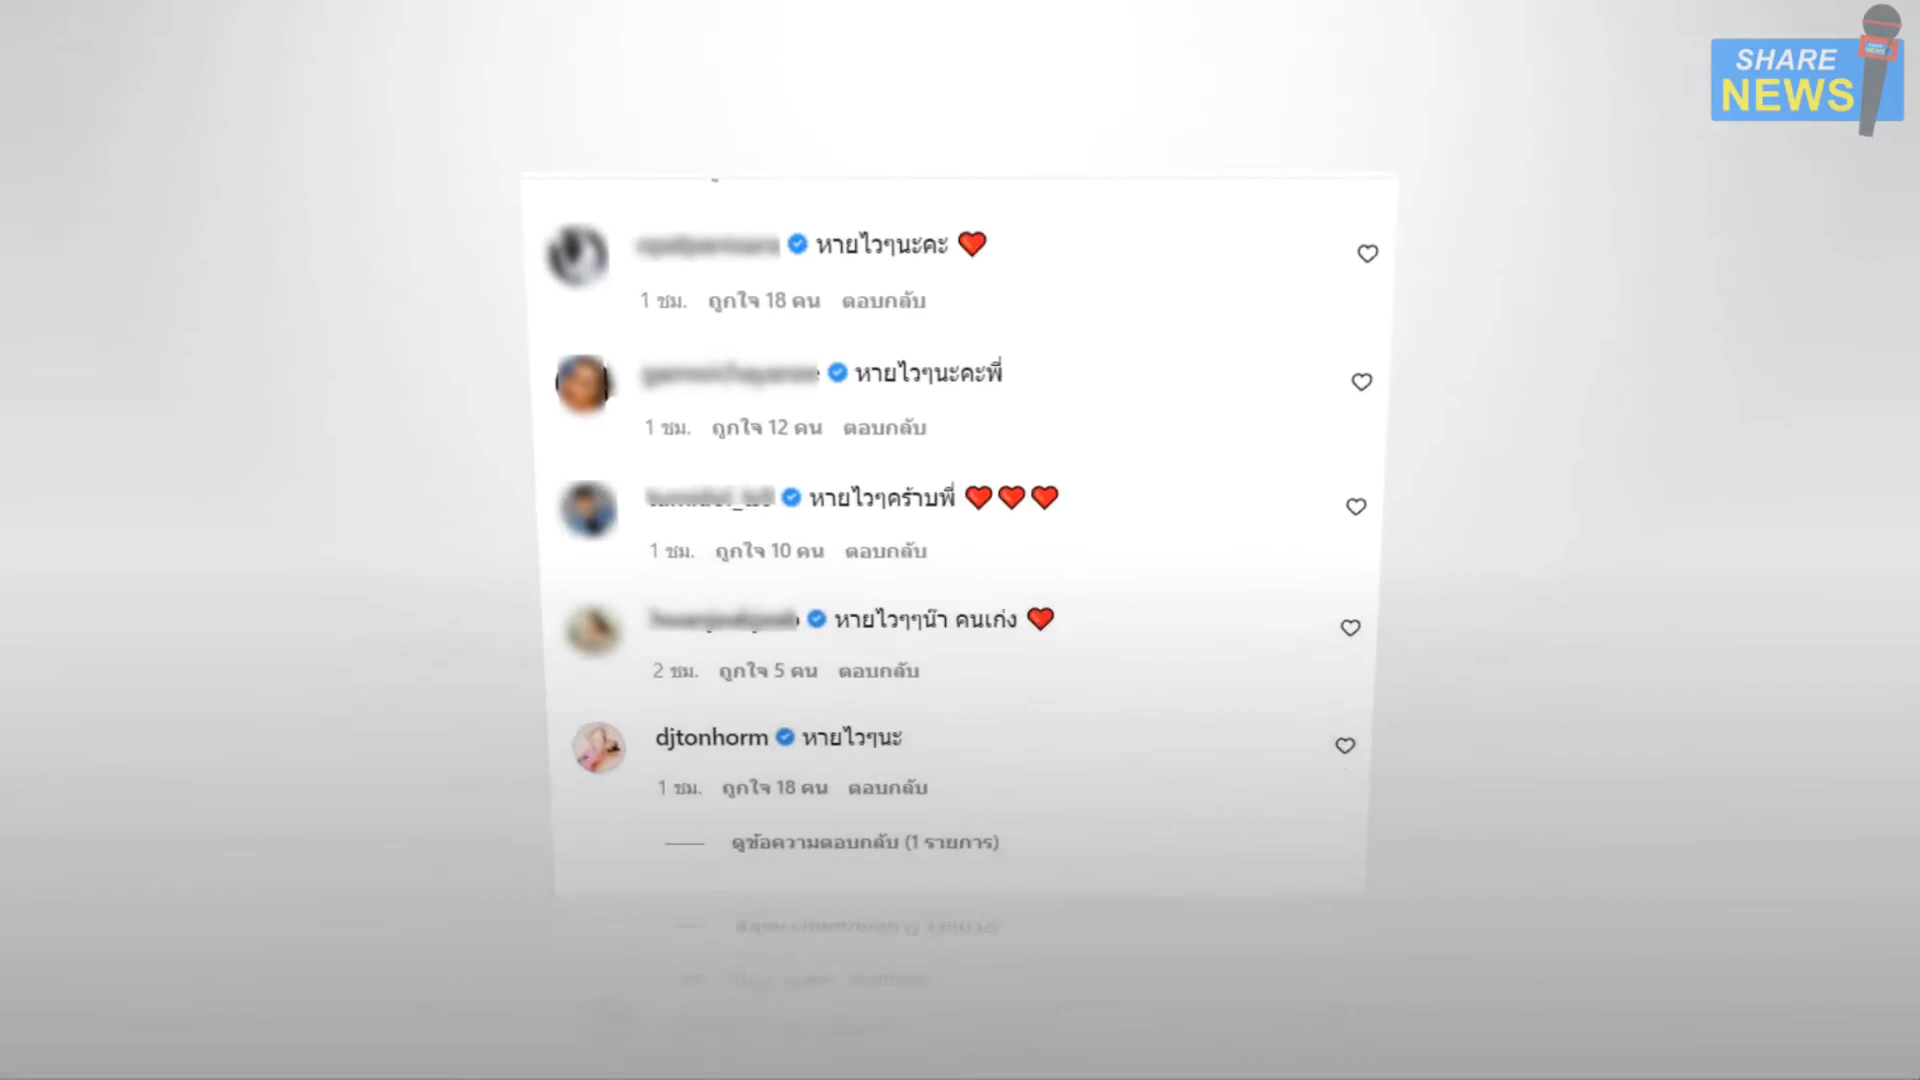 SHARE
NEWS
หายไวๆนะคะ ❤️
1 ชม. ถูกใจ 18 คน ตอบกลับ
หายไวๆนะคะพี่
1 ชม. ถูกใจ 12 คน ตอบกลับ
หายไวๆคร้าบพี่ ❤️❤️❤️
1 ชม. ถูกใจ 10 คน ตอบกลับ
หายไวๆๆน๊า คนเก่ง ❤️
2 ชม. ถูกใจ 5 คน ตอบกลับ
djtonhorm หายไวๆนะ
1 ชม. ถูกใจ 18 คน ตอบกลับ
ดูข้อความตอบกลับ (1 รายการ)